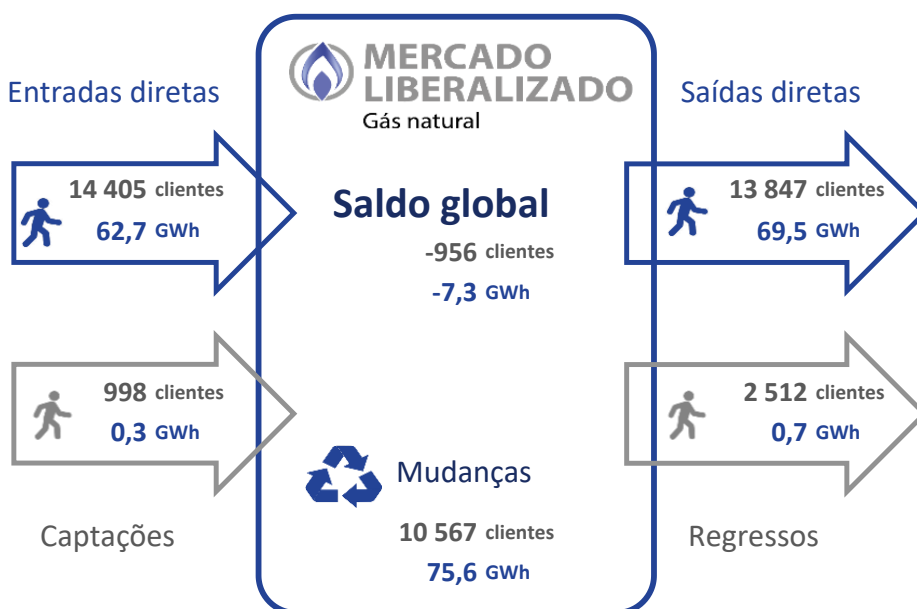 MERCADO
LIBERALIZADO
Gás natural
Entradas diretas
14 405 clientes
62,7 GWh
Saldo global
-956 clientes
-7,3 GWh
Saídas diretas
13 847 clientes
69,5 GWh
998 clientes
0,3 GWh
Captações
Mudanças
10 567 clientes
75,6 GWh
2 512 clientes
0,7 GWh
Regressos